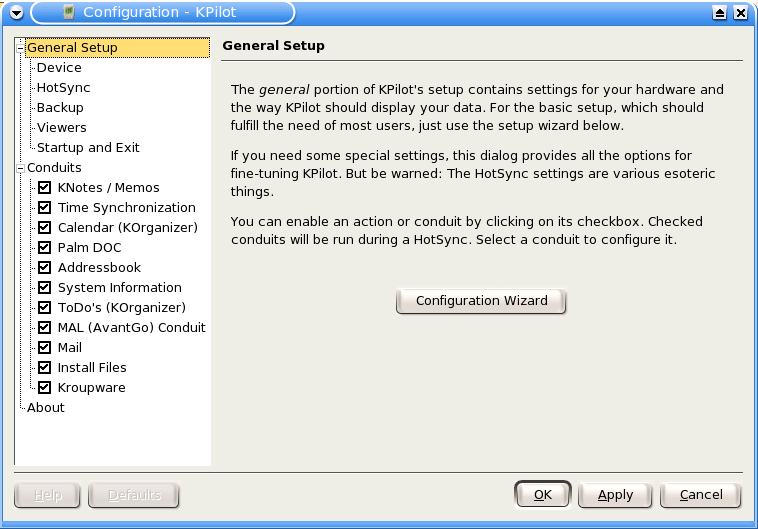 Configuration - KPilot
General Setup
Device
HotSync
Backup
Viewers
Startup and Exit
Conduits
KNotes / Memos
Time Synchronization
Calendar (KOrganizer)
Palm DOC
Addressbook
System Information
ToDo's (KOrganizer)
MAL (AvantGo) Conduit
Mail
Install Files
Kroupware
About
General Setup
The general portion of KPilot's setup contains settings for your hardware and
the way KPilot should display your data. For the basic setup, which should
fulfill the need of most users, just use the setup wizard below.
If you need some special settings, this dialog provides all the options for
fine-tuning KPilot. But be warned: The HotSync settings are various esoteric
things.
You can enable an action or conduit by clicking on its checkbox. Checked
conduits will be run during a HotSync. Select a conduit to configure it.
Configuration Wizard
Help
Defaults
OK
Apply
Cancel